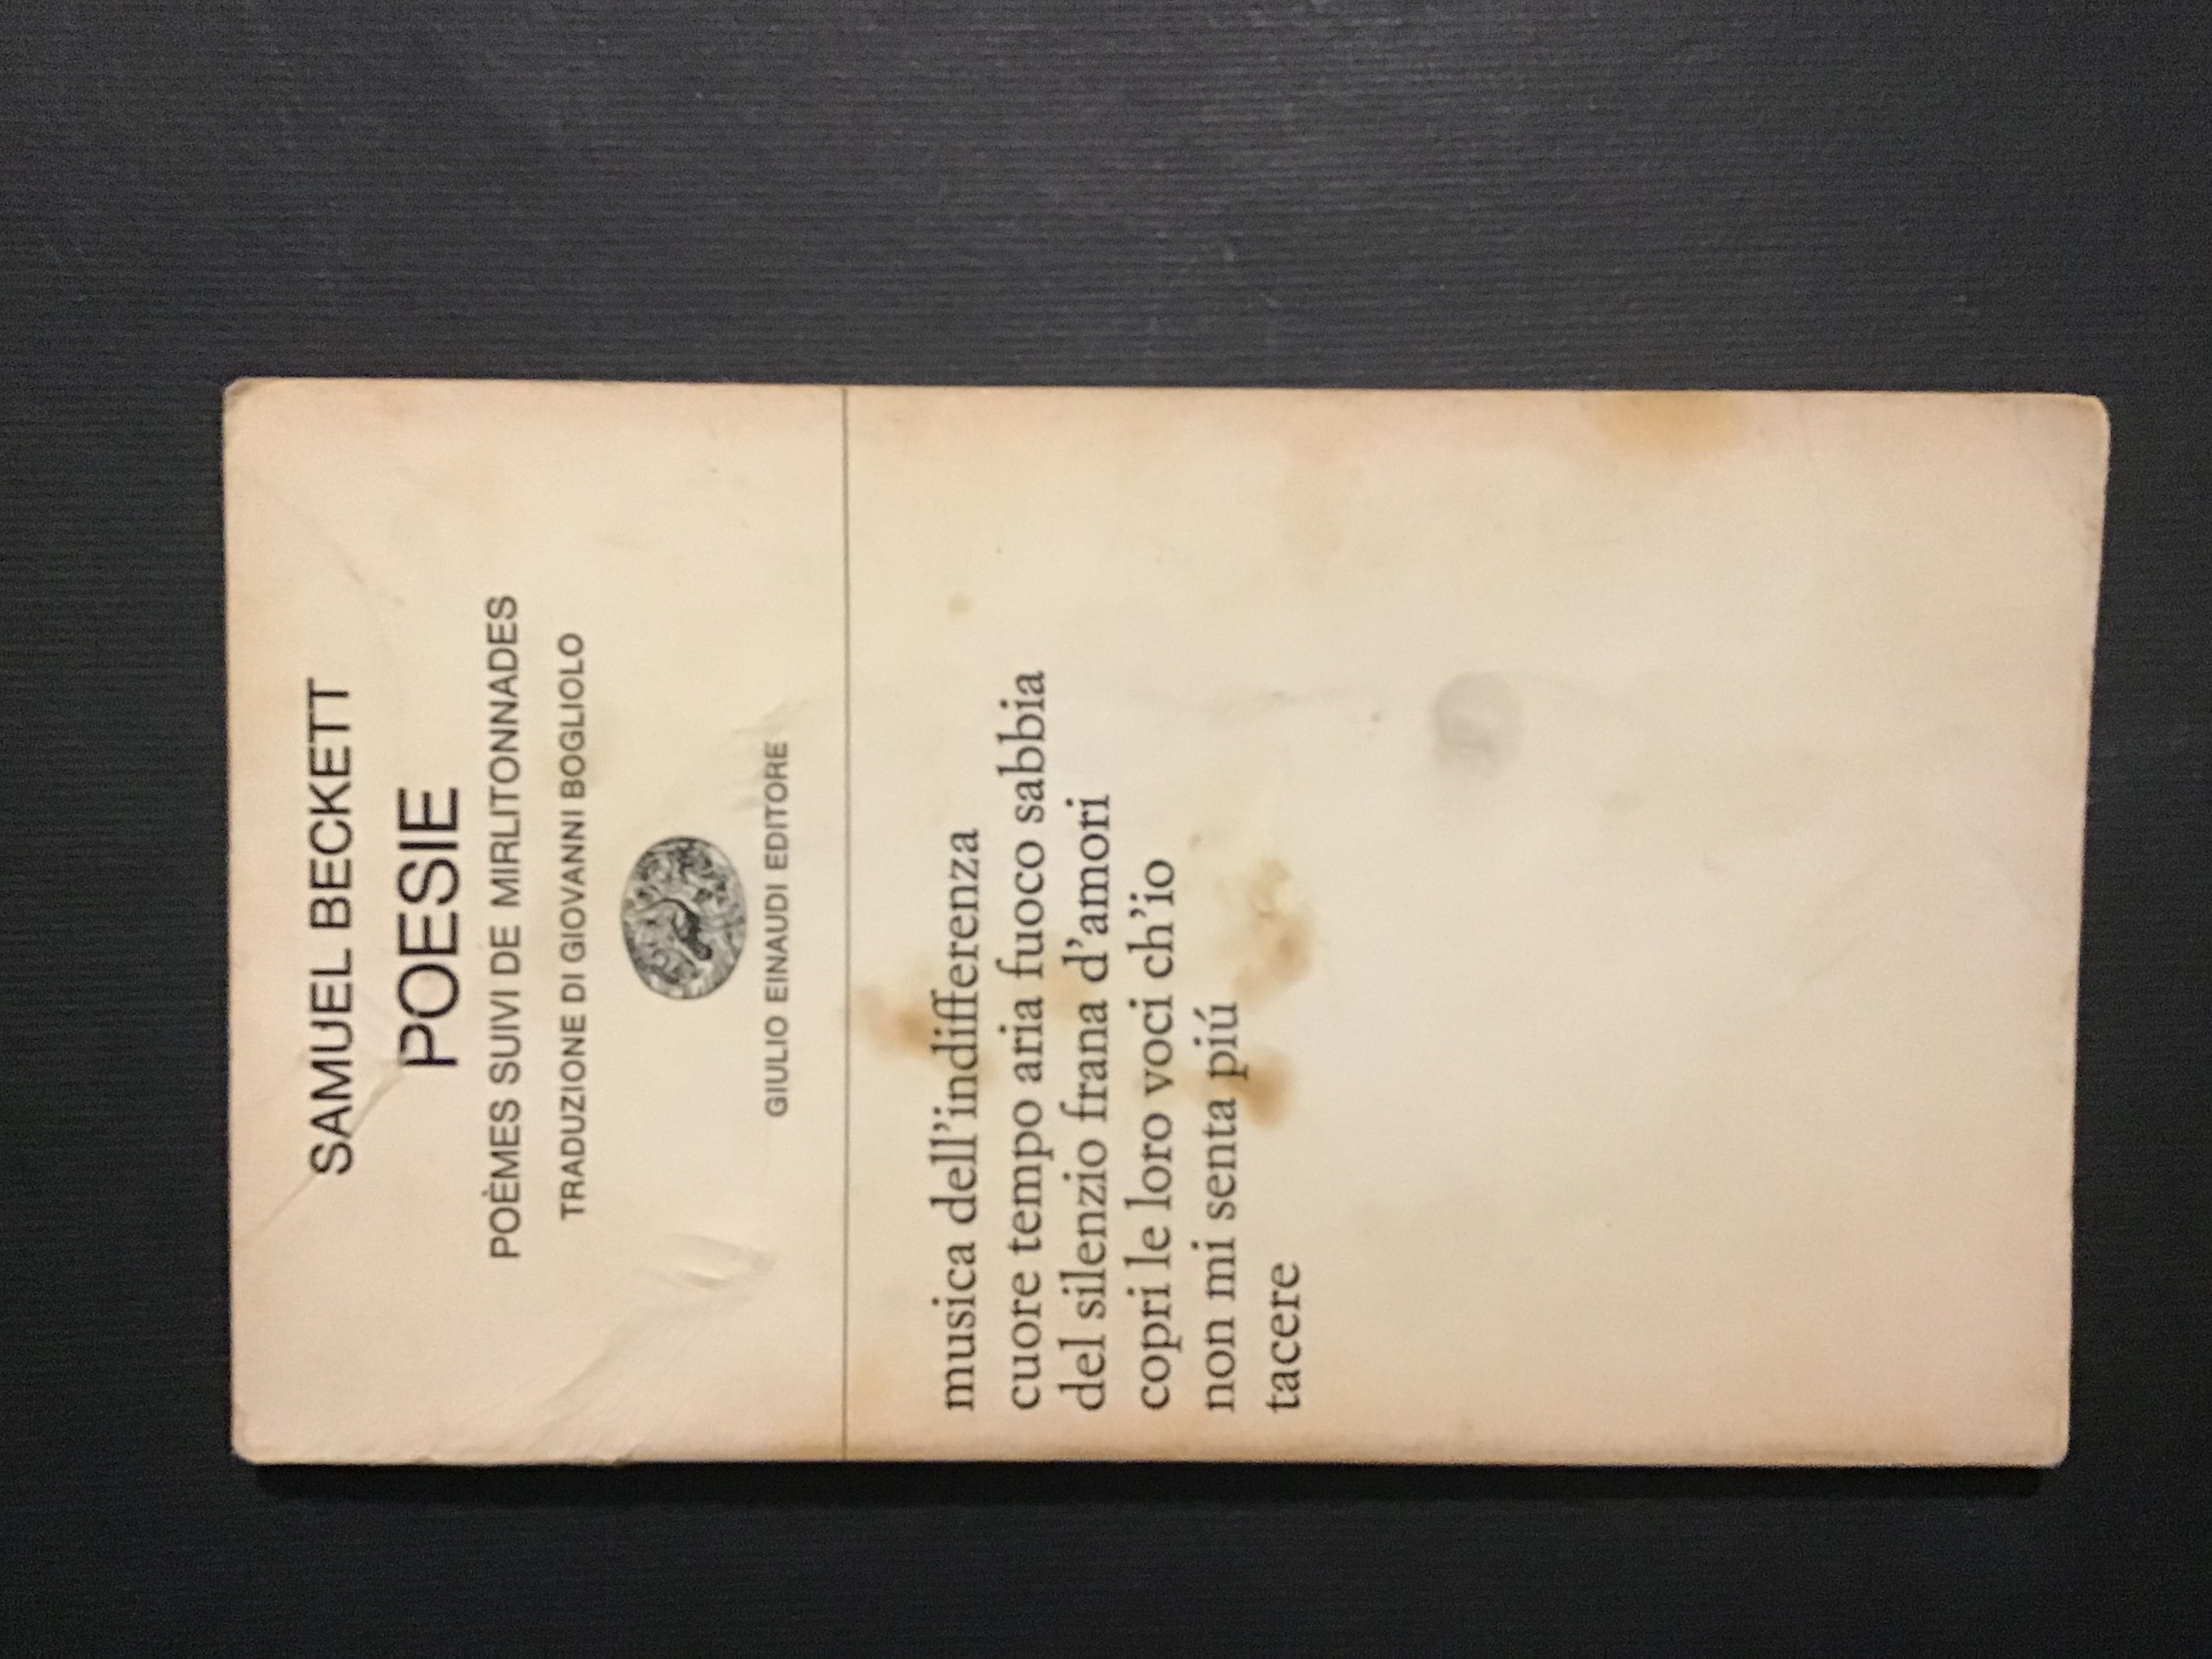 SAMUEL BECKETT
POESIE
POÈMES SUIVI DE MIRLITONNADES
TRADUZIONE DI GIOVANNI BOGLIOLO
GIULIO EINAUDI EDITORE
musica dell'indifferenza
cuore tempo aria fuoco sabbia
del silenzio frana d'amori
copri le loro voci ch'io
non mi senta piú
tacere